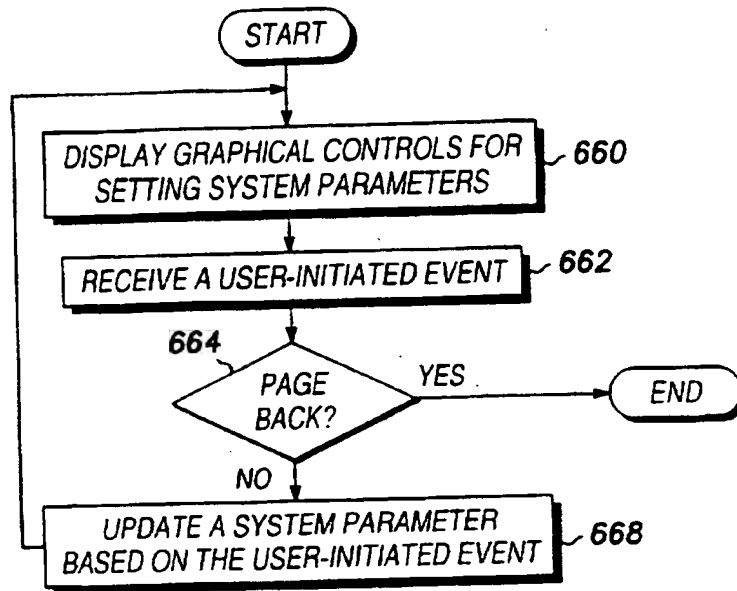 START
DISPLAY GRAPHICAL CONTROLS FOR
SETTING SYSTEM PARAMETERS
660
RECEIVE A USER-INITIATED EVENT
662
664
PAGE
BACK?
YES
END
NO
UPDATE A SYSTEM PARAMETER
BASED ON THE USER-INITIATED EVENT
668